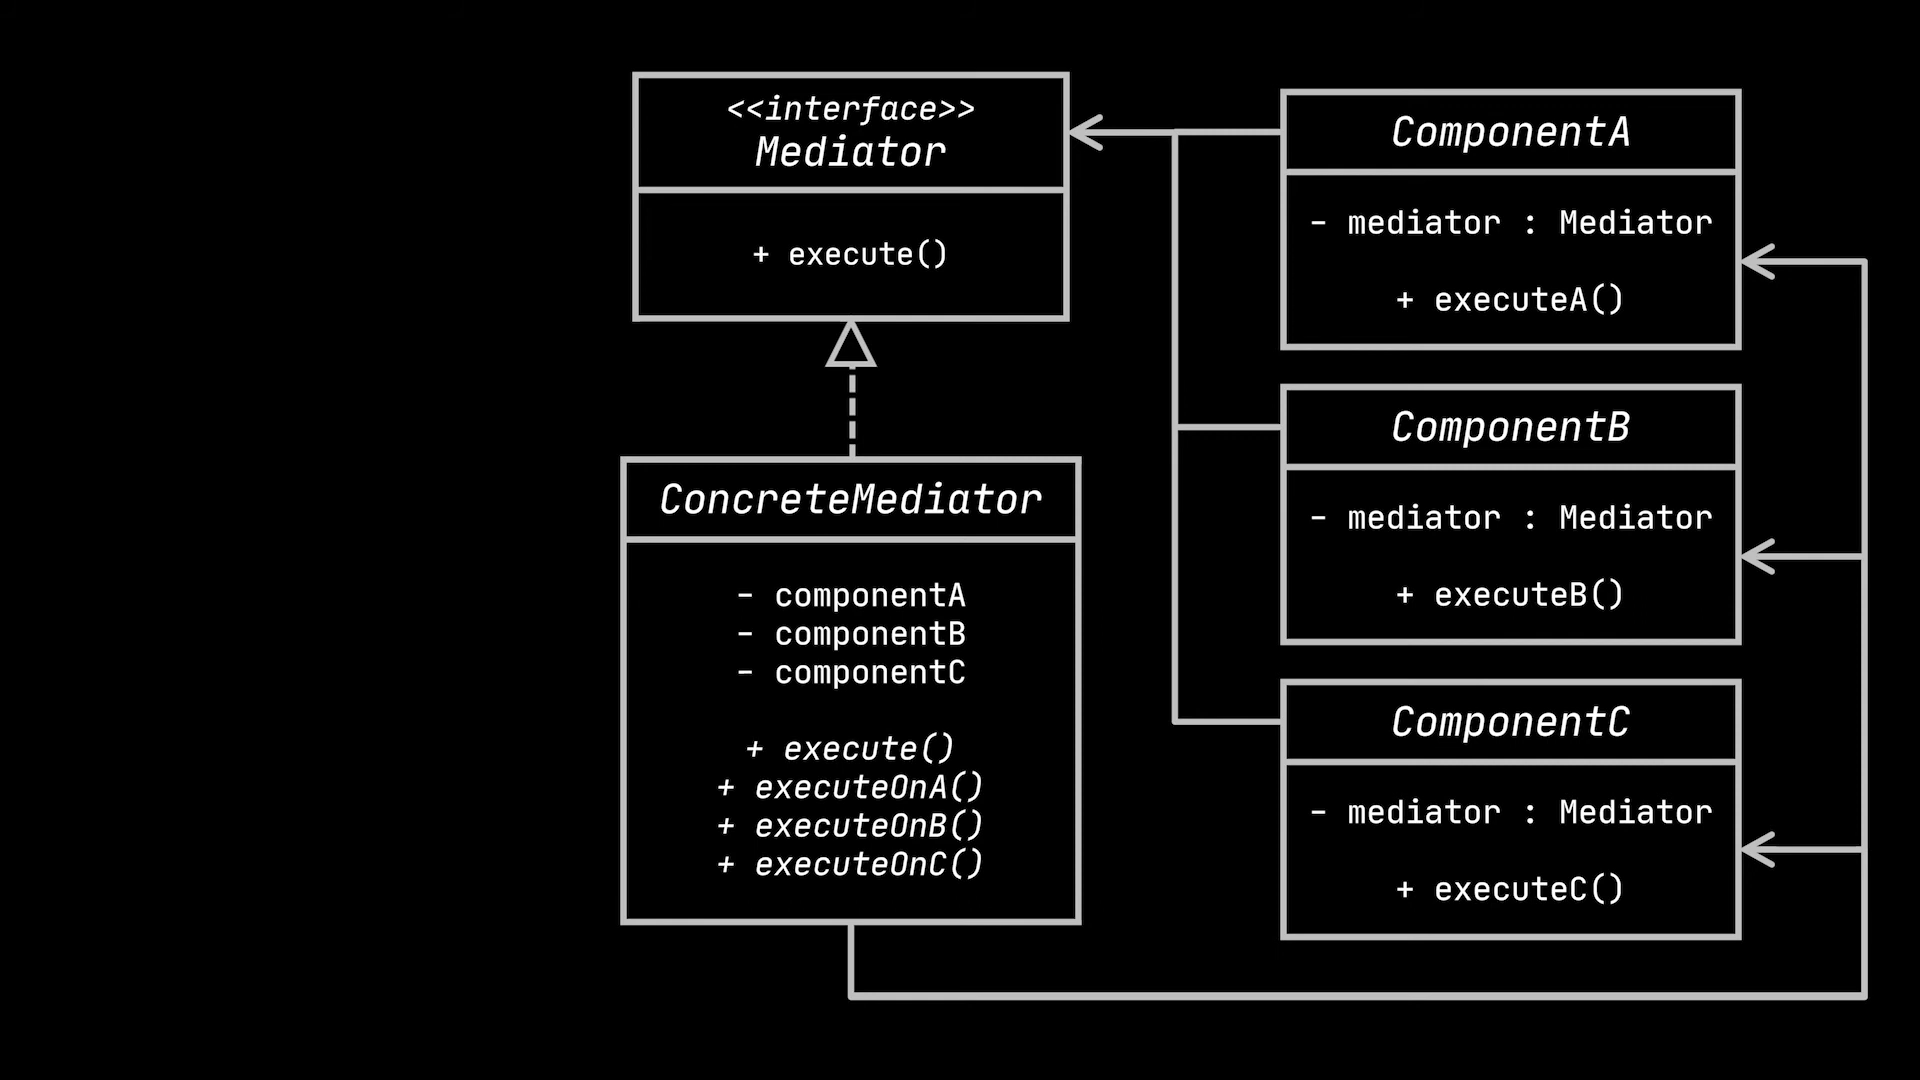 <<interface>>
Mediator
+ execute()
ConcreteMediator
- componentA
- componentB
- componentC
+ execute()
+ executeOnA()
+ executeOnB()
+ executeOnC()
ComponentA
- mediator : Mediator
+ executeA()
ComponentB
- mediator : Mediator
+ executeB()
ComponentC
- mediator : Mediator
+ executeC()